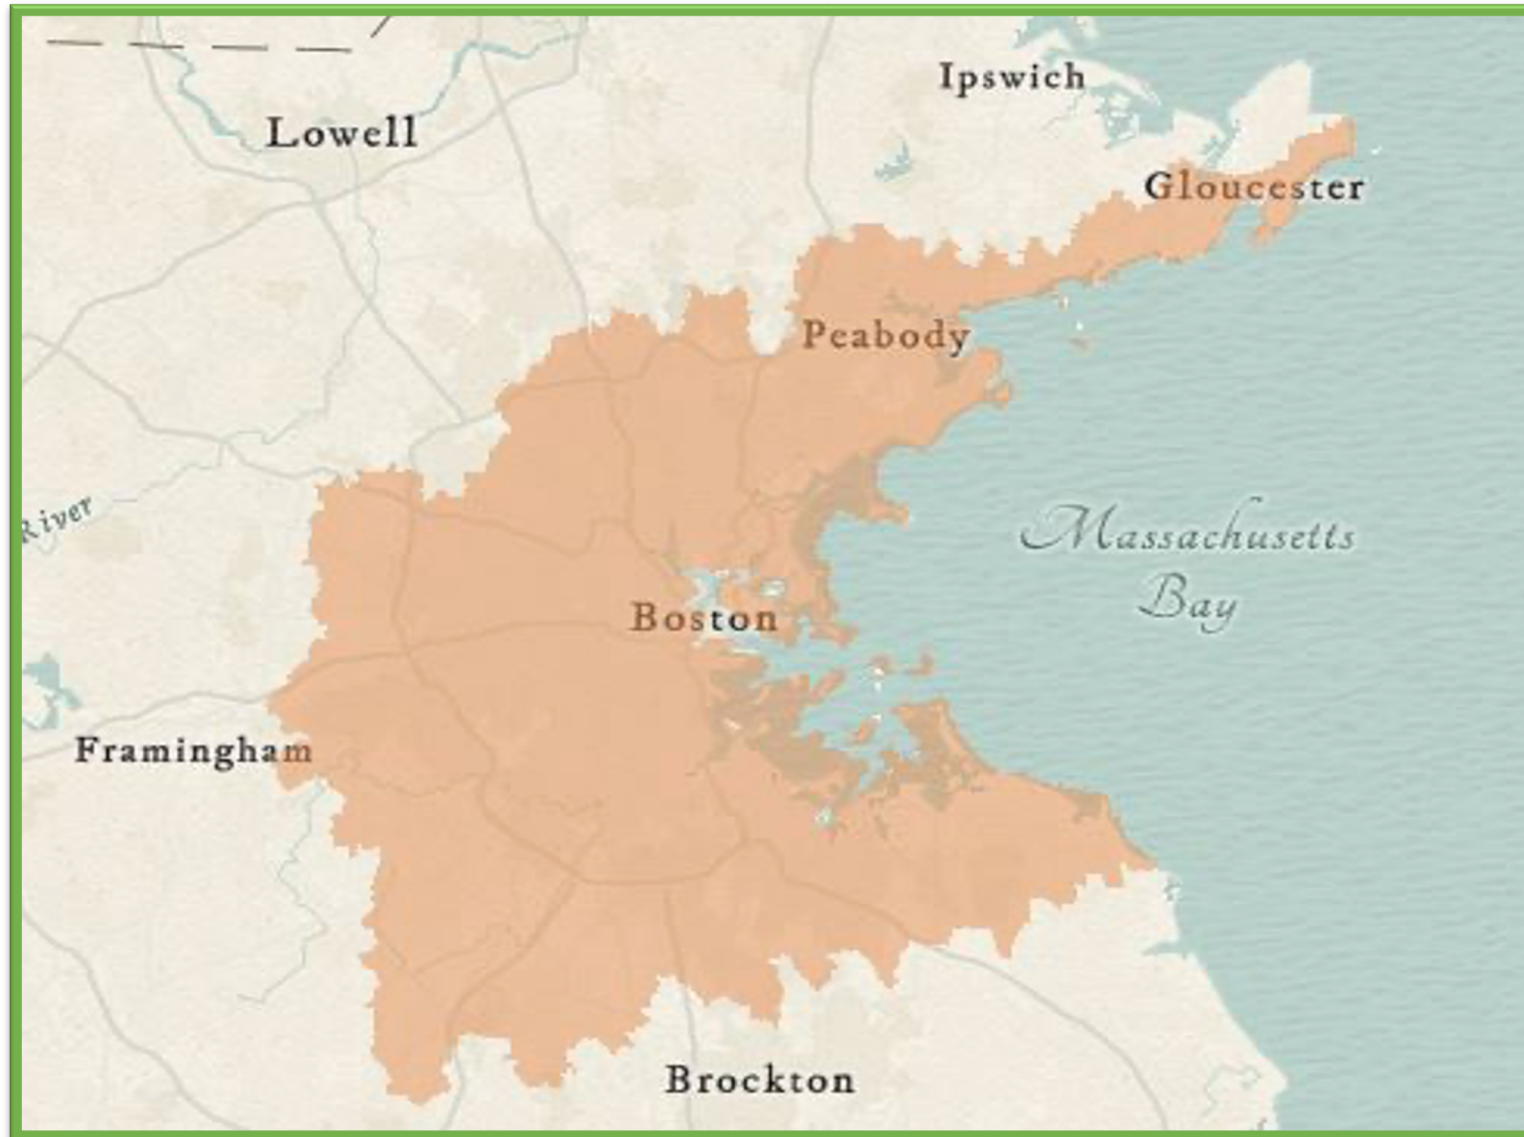 Ipswich
Lowell
Gloucester
Peabody
River
Massachusetts
Bay
Boston
Framingham
Brockton